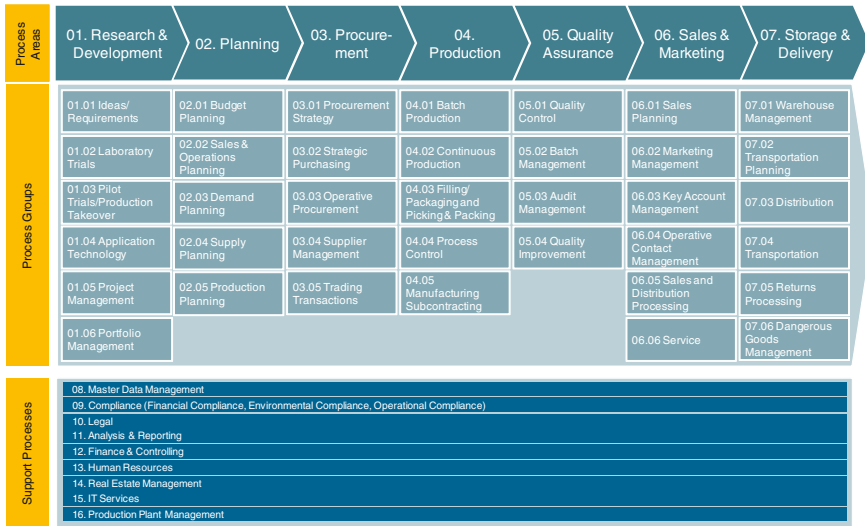 Process
Areas
01. Research &
Development
02. Planning
03. Procure-
ment
04.
Production
05. Quality
Assurance
06. Sales &
Marketing
07. Storage &
Delivery
Process Groups
01.01 Ideas/
Requirements
01.02 Laboratory
Trials
01.03 Pilot
Trials/Production
Takeover
01.04 Application
Technology
01.05 Project
Management
01.06 Portfolio
Management
02.01 Budget
Planning
02.02 Sales &
Operations
Planning
02.03 Demand
Planning
02.04 Supply
Planning
02.05 Production
Planning
03.01 Procurement
Strategy
03.02 Strategic
Purchasing
03.03 Operative
Procurement
03.04 Supplier
Management
03.05 Trading
Transactions
04.01 Batch
Production
04.02 Continuous
Production
04.03 Filling/
Packaging and
Picking & Packing
04.04 Process
Control
04.05
Manufacturing
Subcontracting
05.01 Quality
Control
05.02 Batch
Management
05.03 Audit
Management
05.04 Quality
Improvement
06.01 Sales
Planning
06.02 Marketing
Management
06.03 Key Account
Management
06.04 Operative
Contact
Management
06.05 Sales and
Distribution
Processing
06.06 Service
07.01 Warehouse
Management
07.02
Transportation
Planning
07.03 Distribution
07.04
Transportation
07.05 Returns
Processing
07.06 Dangerous
Goods
Management
Support Processes
08. Master Data Management
09. Compliance (Financial Compliance, Environmental Compliance, Operational Compliance)
10. Legal
11. Analysis & Reporting
12. Finance & Controlling
13. Human Resources
14. Real Estate Management
15. IT Services
16. Production Plant Management